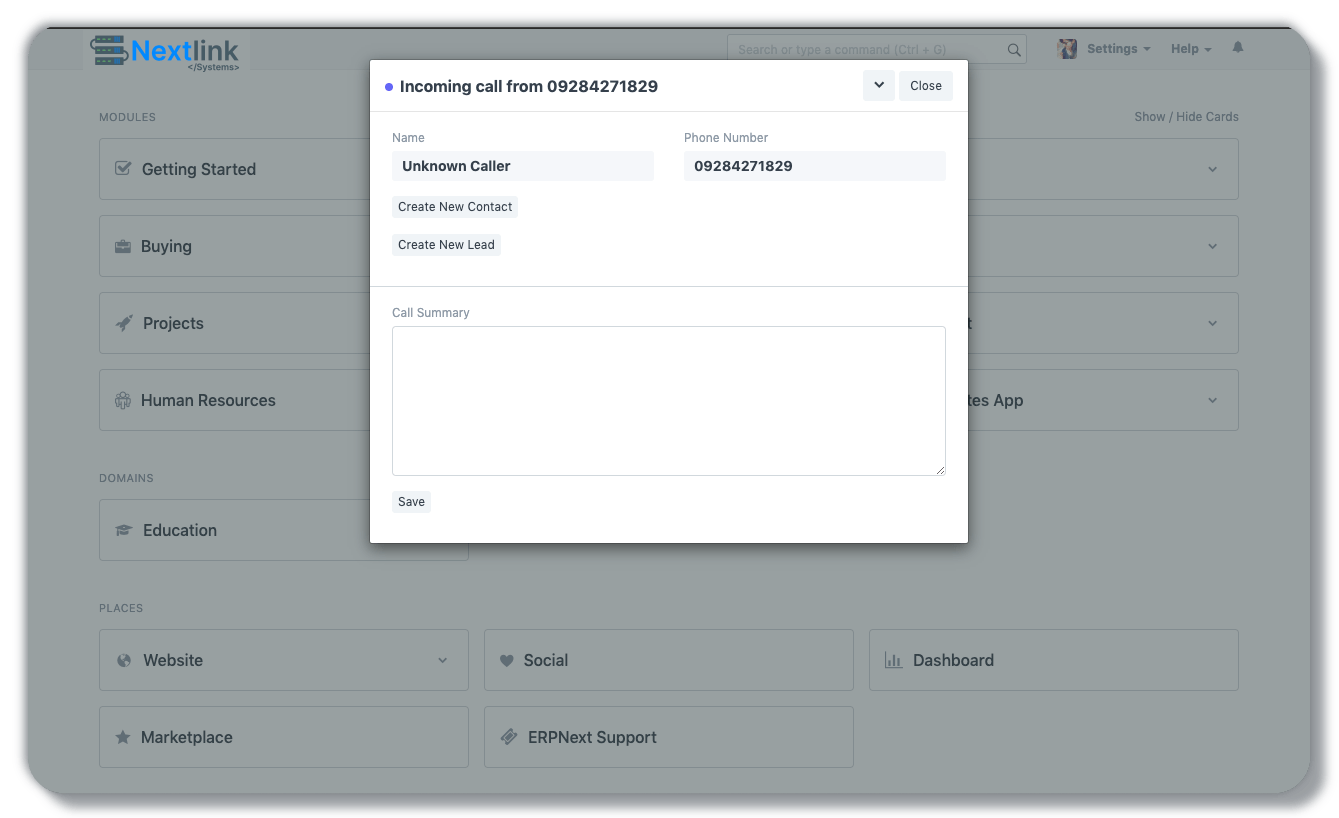 Nextlink
</Systems>
Search or type a command (Ctrl + G)
Settings
Help
Incoming call from 09284271829
Close
MODULES
Show / Hide Cards
Name
Phone Number
Unknown Caller
09284271829
Getting Started
Create New Contact
Buying
Create New Lead
Call Summary
Projects
t
Human Resources
tes App
DOMAINS
Save
Education
PLACES
Website
Social
Dashboard
Marketplace
ERPNext Support